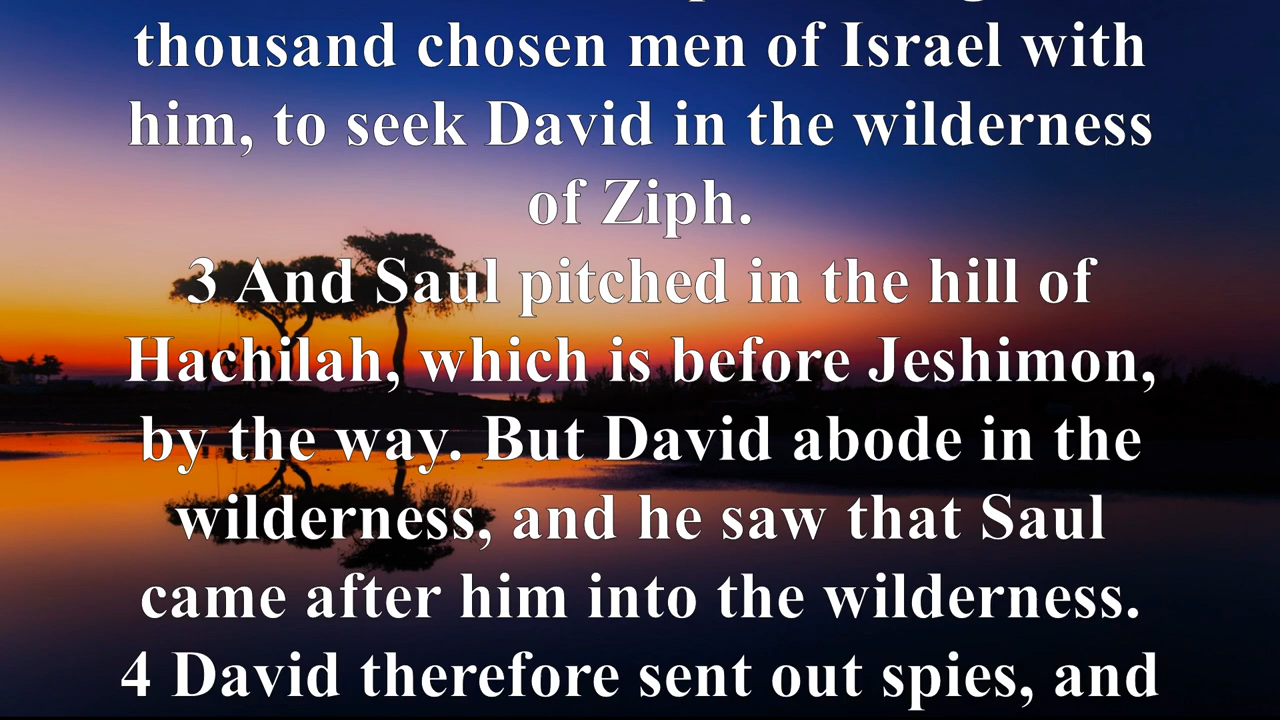 thousand chosen men of Israel with
him, to seek David in the wilderness
of Ziph.
3 And Saul pitched in the hill of
Hachilah, which is before Jeshimon,
by the way. But David abode in the
wilderness, and he saw that Saul
came after him into the wilderness.
4 David therefore sent out spies, and